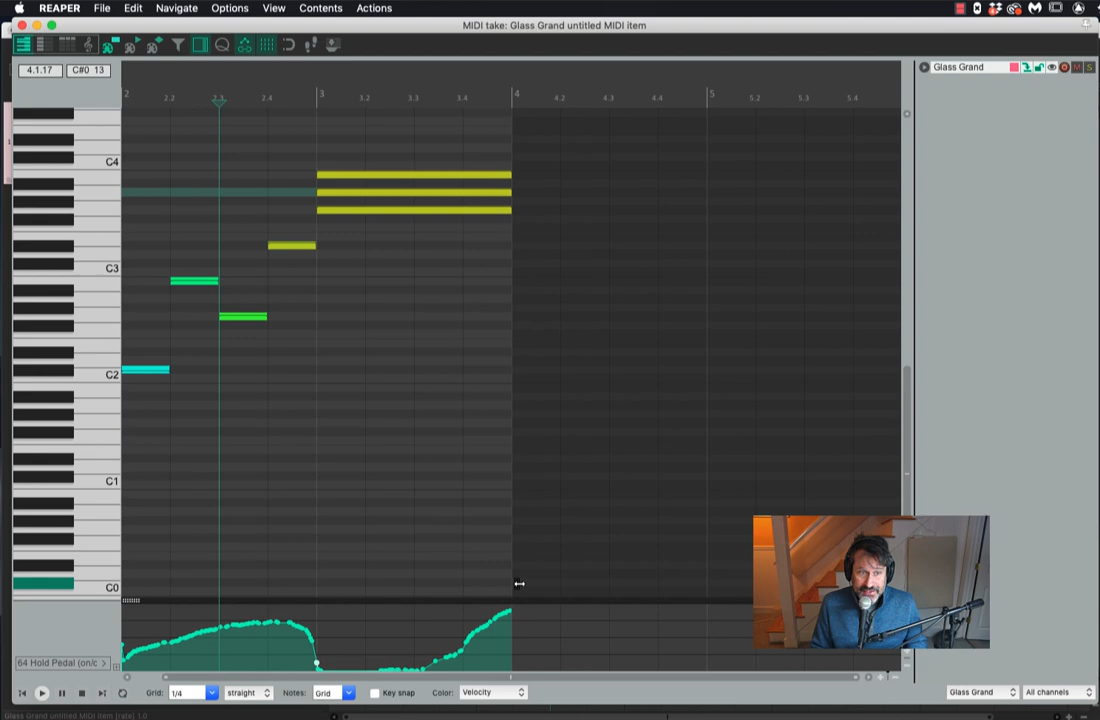 REAPER File Edit Navigate Options View Contents Actions
MIDI take: Glass Grand untitled MIDI item
4.1.17 C#0 13
2 3 4 5
2.2 2.3 2.4 3.2 3.3 3.4 4.2 4.3 4.4 5.2 5.3 5.4
Glass Grand M S
C4
C3
C2
C1
C0
64 Hold Pedal (on/c >
Grid: 1/4 straight Notes: Grid Key snap Color: Velocity Glass Grand All channels
Glass Grand untitled MIDI item [rate] 1.0